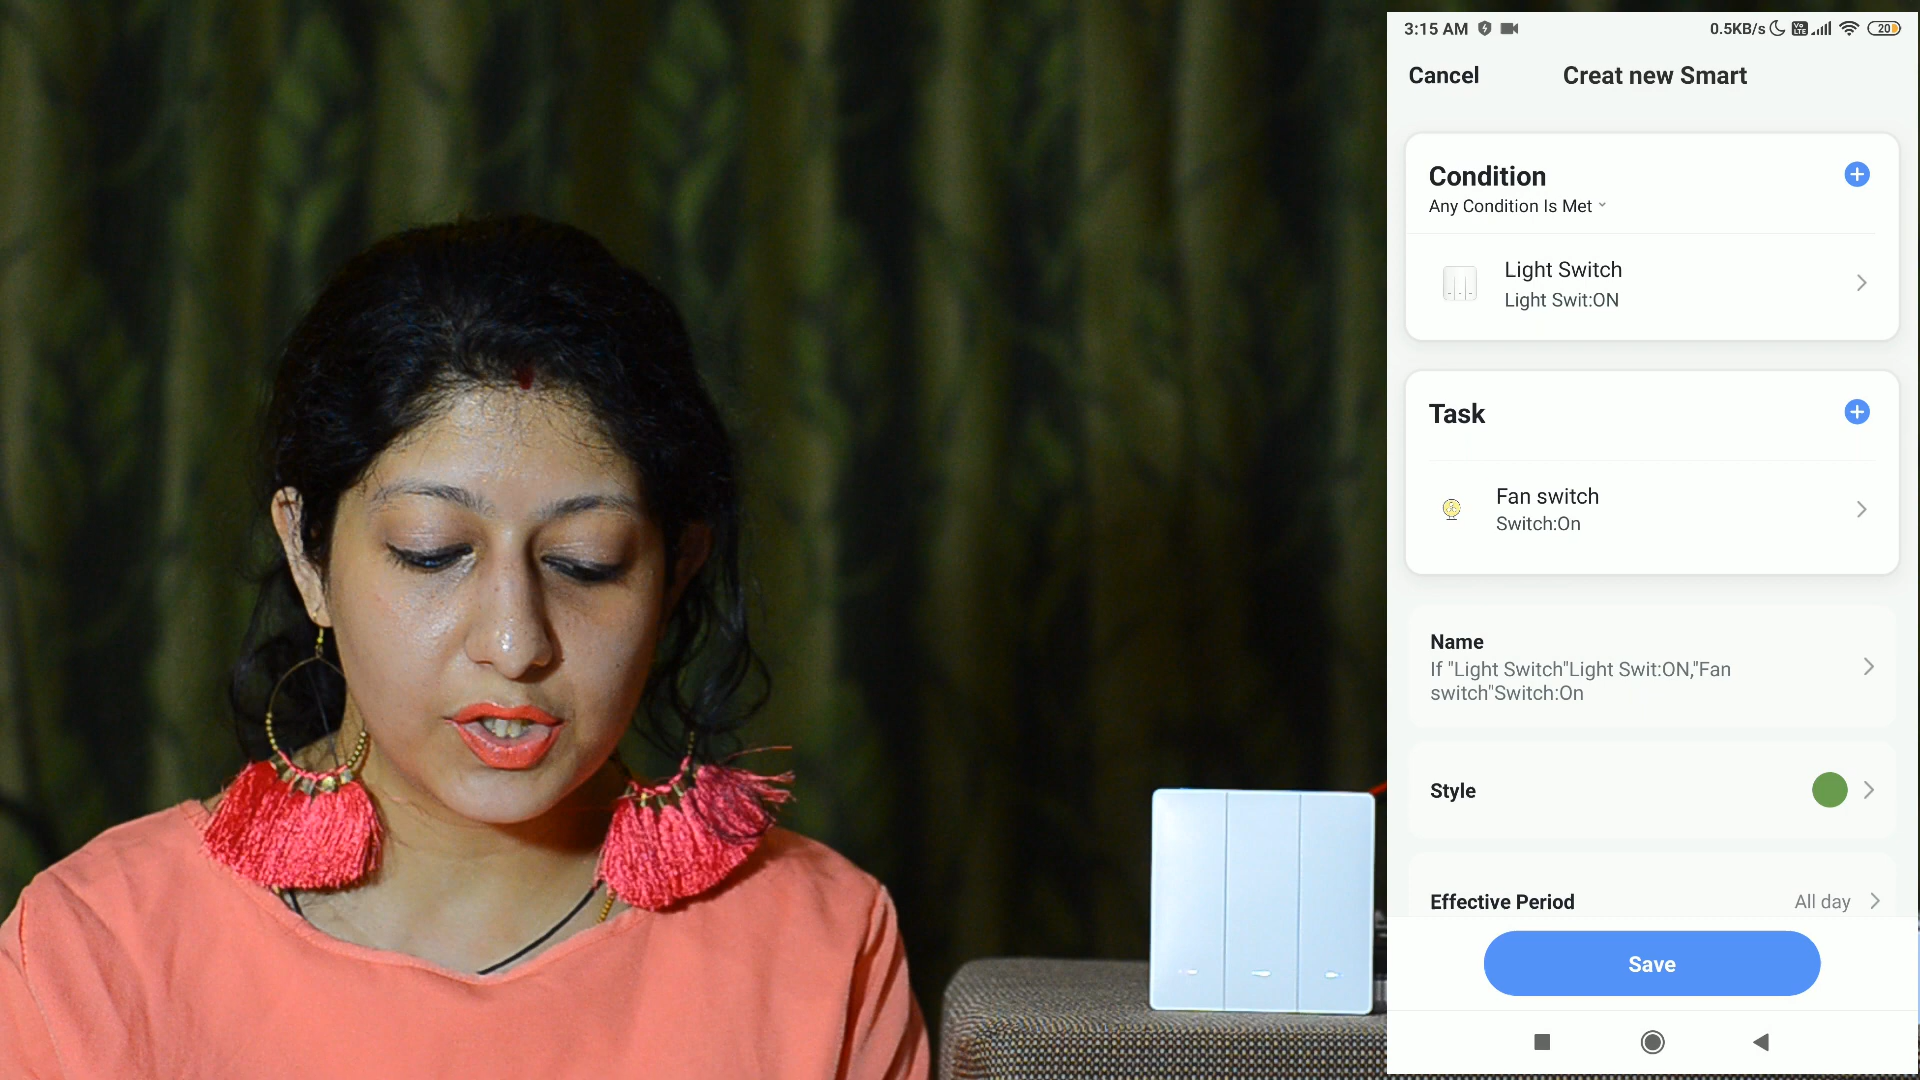 3:15 AM 0.5KB/s Vo LTE 20
Cancel Creat new Smart
Condition
Any Condition Is Met
Light Switch
Light Swit:ON
Task
Fan switch
Switch:On
Name
If "Light Switch"Light Swit:ON,"Fan
switch"Switch:On
Style
Effective Period All day
Save